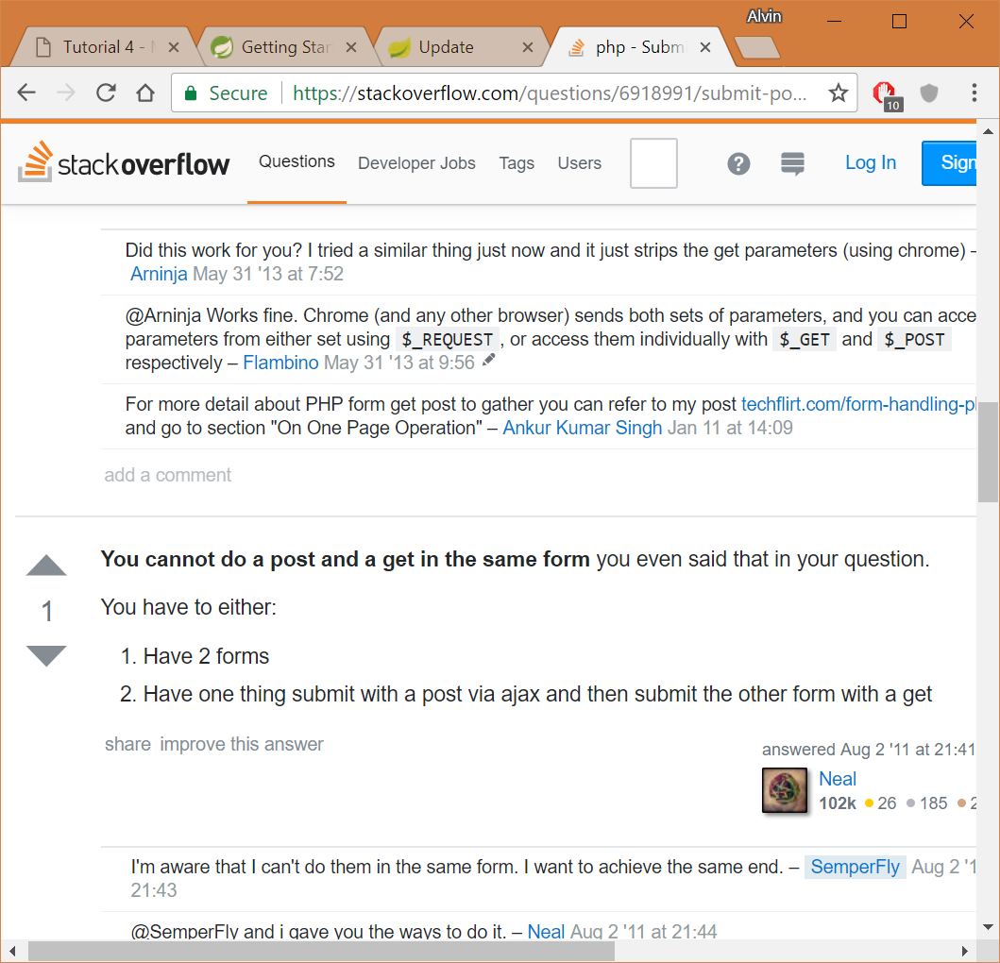 Alvin
Tutorial 4 -
Getting Star
Update
php - Subm
Secure
https://stackoverflow.com/questions/6918991/submit-po...
10
stackoverflow
Questions
Developer Jobs
Tags
Users
?
Log In
Sign
Did this work for you? I tried a similar thing just now and it just strips the get parameters (using chrome) –
Arninja May 31 '13 at 7:52
@Arninja Works fine. Chrome (and any other browser) sends both sets of parameters, and you can acce
parameters from either set using $_REQUEST , or access them individually with $_GET and $_POST
respectively – Flambino May 31 '13 at 9:56
For more detail about PHP form get post to gather you can refer to my post techflirt.com/form-handling-pl
and go to section "On One Page Operation" – Ankur Kumar Singh Jan 11 at 14:09
add a comment
You cannot do a post and a get in the same form you even said that in your question.
1
You have to either:
1. Have 2 forms
2. Have one thing submit with a post via ajax and then submit the other form with a get
share improve this answer
answered Aug 2 '11 at 21:41
Neal
102k 26 185 2
I'm aware that I can't do them in the same form. I want to achieve the same end. – SemperFly Aug 2 '1
21:43
@SemperFly and i gave you the ways to do it. – Neal Aug 2 '11 at 21:44